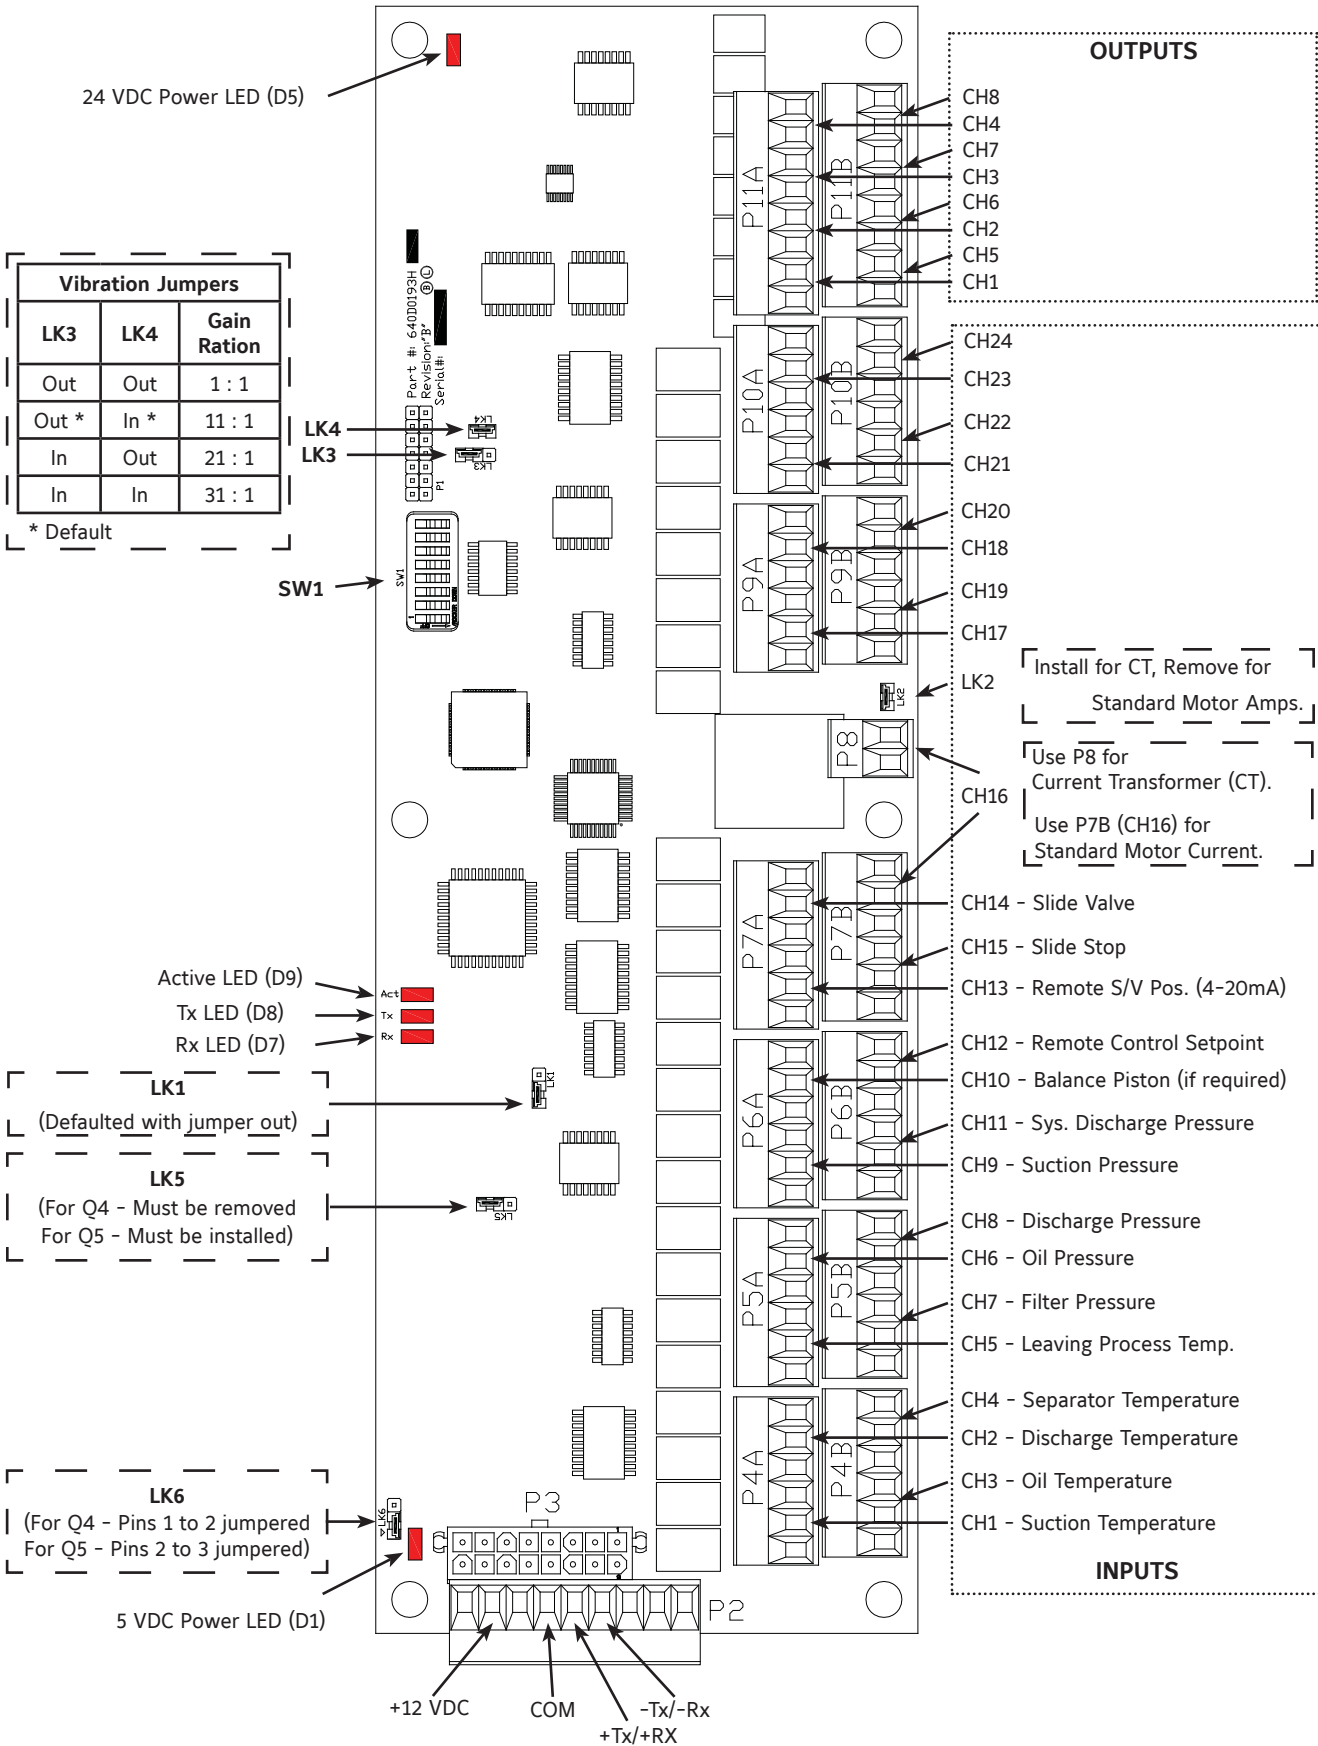 OUTPUTS
24 VDC Power LED (D5)
CH8
CH4
CH7
CH3
CH6
CH2
CH5
CH1
P11A
P11B
Vibration Jumpers
LK3 LK4 Gain Ration
Out Out 1 : 1
Out * In * 11 : 1
In Out 21 : 1
In In 31 : 1
* Default
Part #: 640D0193H
Revision:"B"
Serial#:
B L
LK4
LK3
LK4
LK3
P1
SW1
SW1
CH24
CH23
CH22
CH21
P10A
P10B
CH20
CH18
CH19
CH17
P9A
P9B
LK2
LK2
Install for CT, Remove for
Standard Motor Amps.
P8
CH16
Use P8 for
Current Transformer (CT).
Use P7B (CH16) for
Standard Motor Current.
CH14 - Slide Valve
CH15 - Slide Stop
CH13 - Remote S/V Pos. (4-20mA)
P7A
P7B
Active LED (D9)
Tx LED (D8)
Rx LED (D7)
Act
Tx
Rx
CH12 - Remote Control Setpoint
CH10 - Balance Piston (if required)
CH11 - Sys. Discharge Pressure
CH9 - Suction Pressure
P6A
P6B
LK1
(Defaulted with jumper out)
LK1
LK5
(For Q4 - Must be removed
For Q5 - Must be installed)
LK5
CH8 - Discharge Pressure
CH6 - Oil Pressure
CH7 - Filter Pressure
CH5 - Leaving Process Temp.
P5A
P5B
CH4 - Separator Temperature
CH2 - Discharge Temperature
CH3 - Oil Temperature
CH1 - Suction Temperature
P4A
P4B
INPUTS
LK6
(For Q4 - Pins 1 to 2 jumpered
For Q5 - Pins 2 to 3 jumpered)
LK6
P3
5 VDC Power LED (D1)
P2
+12 VDC
COM
-Tx/-Rx
+Tx/+RX